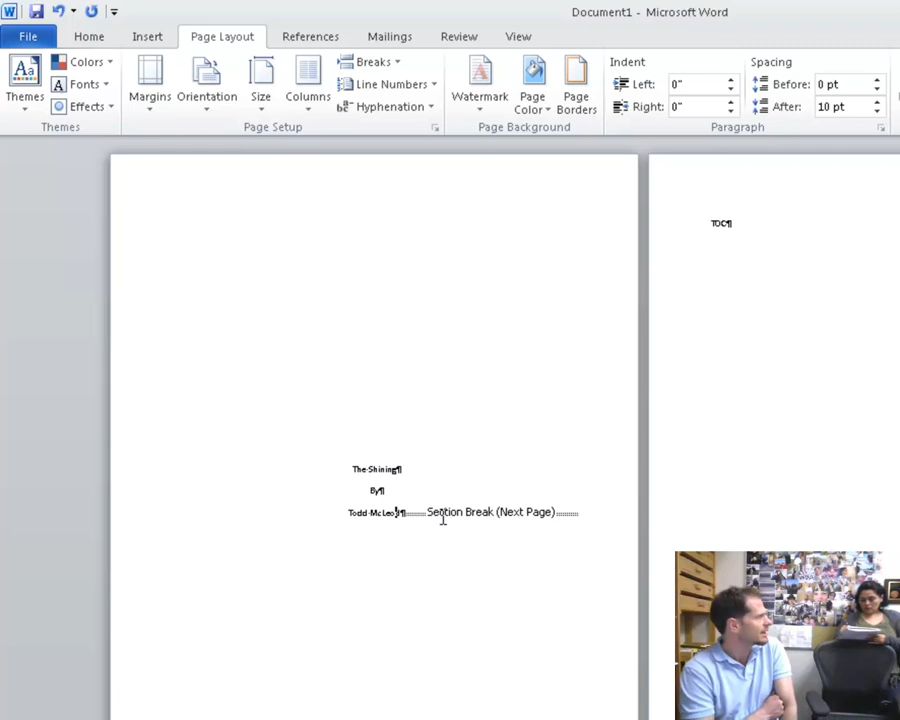 Document1 - Microsoft Word
File Home Insert Page Layout References Mailings Review View
Themes
Colors
Fonts
Effects
Themes
Margins
Orientation
Size
Columns
Breaks
Line Numbers
Hyphenation
Page Setup
Watermark
Page Color
Page Borders
Page Background
Indent
Left: 0"
Right: 0"
Spacing
Before: 0 pt
After: 10 pt
Paragraph
TOC¶
The·Shining¶
By¶
Todd·McLeod¶ Section Break (Next Page)